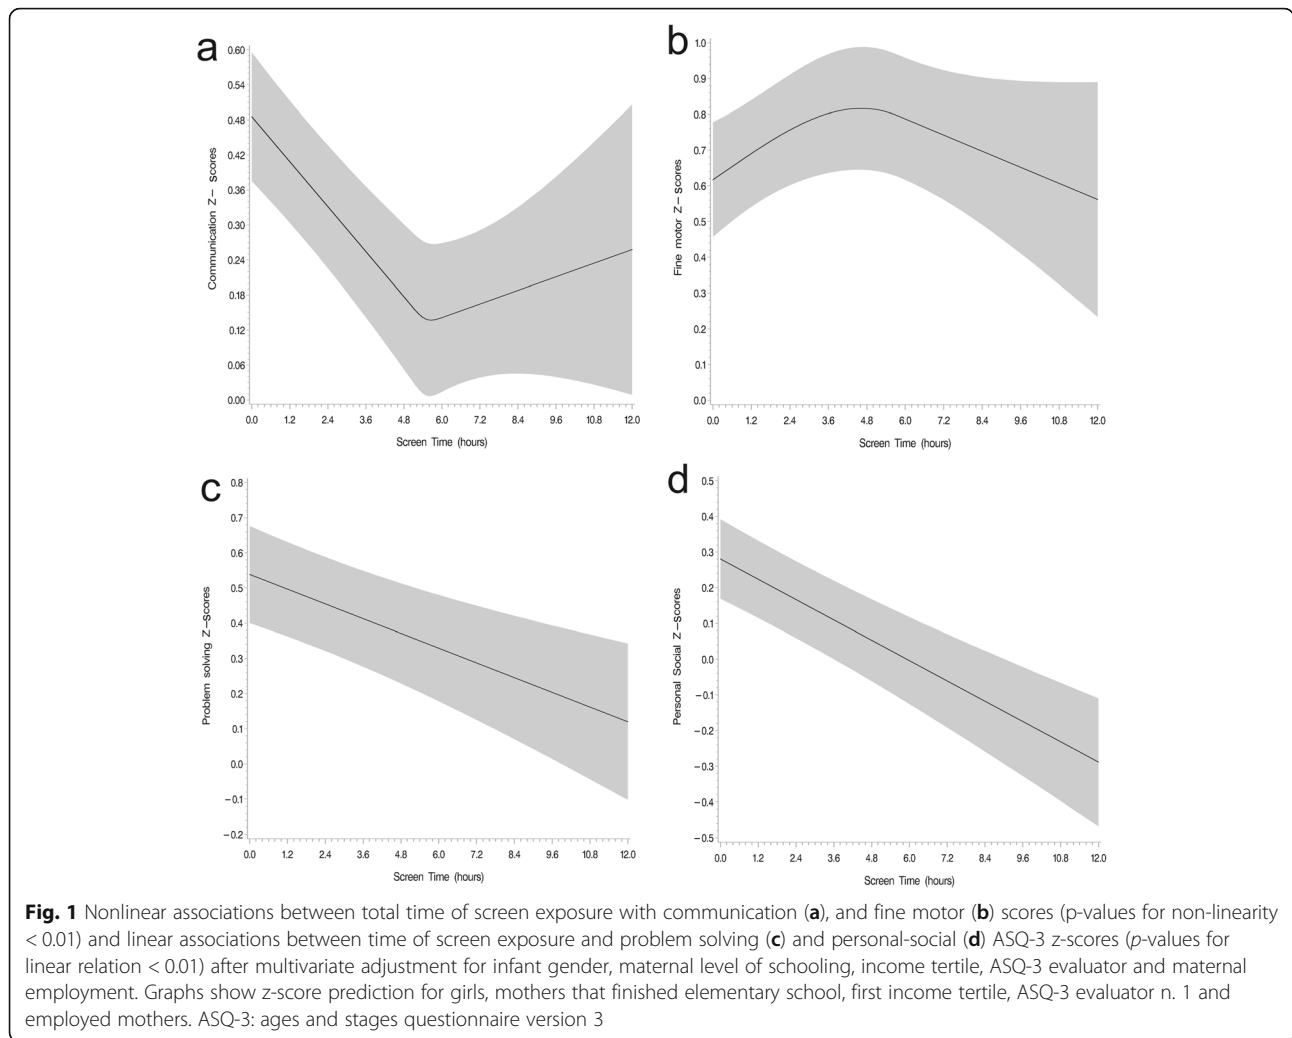 a
0.60
0.54
0.48
0.42
0.36
0.30
0.24
0.18
0.12
0.06
0.00
Communication Z- scores
0.0 1.2 2.4 3.6 4.8 6.0 7.2 8.4 9.6 10.8 12.0
Screen Time (hours)
b
1.0
0.9
0.8
0.7
0.6
0.5
0.4
0.3
0.2
0.1
0.0
Fine motor Z- scores
0.0 1.2 2.4 3.6 4.8 6.0 7.2 8.4 9.6 10.8 12.0
Screen Time (hours)
c
0.8
0.7
0.6
0.5
0.4
0.3
0.2
0.1
0.0
-0.1
-0.2
Problem solving Z-scores
0.0 1.2 2.4 3.6 4.8 6.0 7.2 8.4 9.6 10.8 12.0
Screen Time (hours)
d
0.5
0.4
0.3
0.2
0.1
0.0
-0.1
-0.2
-0.3
-0.4
-0.5
Personal Social Z-scores
0.0 1.2 2.4 3.6 4.8 6.0 7.2 8.4 9.6 10.8 12.0
Screen Time (hours)
Fig. 1 Nonlinear associations between total time of screen exposure with communication (a), and fine motor (b) scores (p-values for non-linearity
< 0.01) and linear associations between time of screen exposure and problem solving (c) and personal-social (d) ASQ-3 z-scores (p-values for
linear relation < 0.01) after multivariate adjustment for infant gender, maternal level of schooling, income tertile, ASQ-3 evaluator and maternal
employment. Graphs show z-score prediction for girls, mothers that finished elementary school, first income tertile, ASQ-3 evaluator n. 1 and
employed mothers. ASQ-3: ages and stages questionnaire version 3